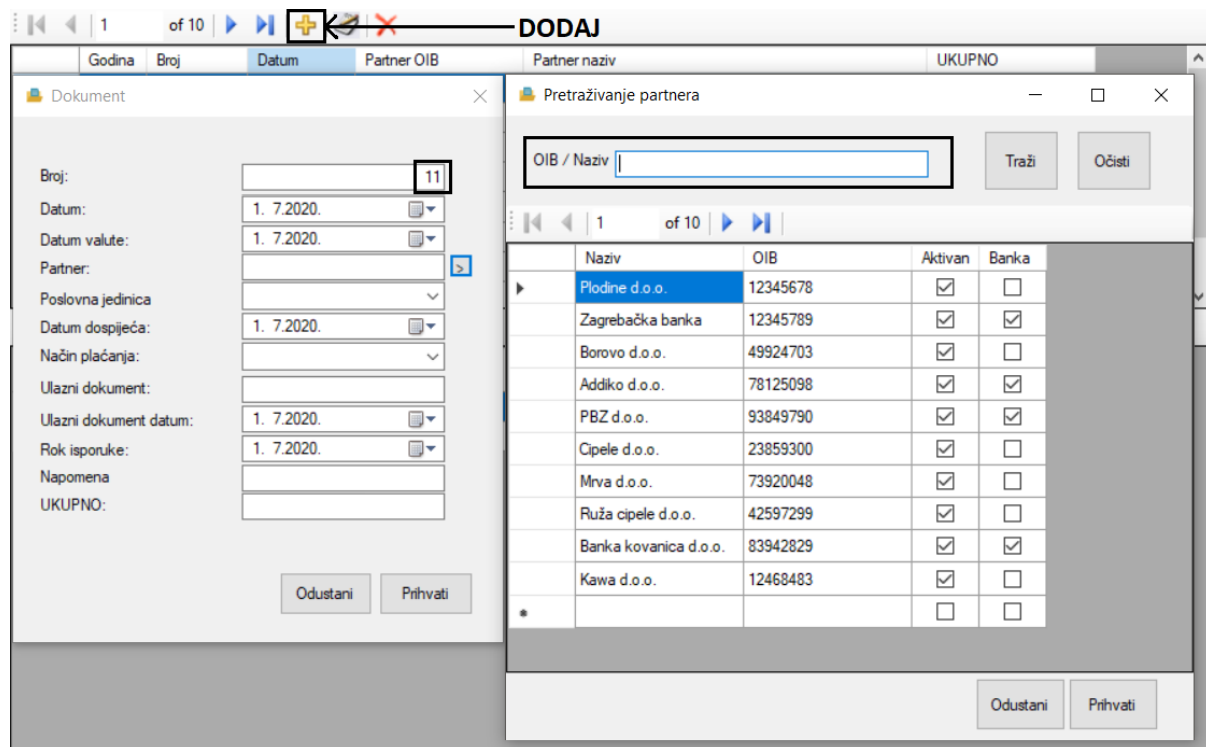 1 of 10 DODAJ
Godina Broj Datum Partner OIB Partner naziv UKUPNO
Dokument
Broj: 11
Datum: 1. 7.2020.
Datum valute: 1. 7.2020.
Partner: >
Poslovna jedinica
Datum dospijeća: 1. 7.2020.
Način plaćanja:
Ulazni dokument:
Ulazni dokument datum: 1. 7.2020.
Rok isporuke: 1. 7.2020.
Napomena
UKUPNO:
Odustani Prihvati
Pretraživanje partnera
OIB / Naziv Traži Očisti
1 of 10
Naziv OIB Aktivan Banka
Plodine d.o.o. 12345678
Zagrebačka banka 12345789
Borovo d.o.o. 49924703
Addiko d.o.o. 78125098
PBZ d.o.o. 93849790
Cipele d.o.o. 23859300
Mrva d.o.o. 73920048
Ruža cipele d.o.o. 42597299
Banka kovanica d.o.o. 83942829
Kawa d.o.o. 12468483
Odustani Prihvati